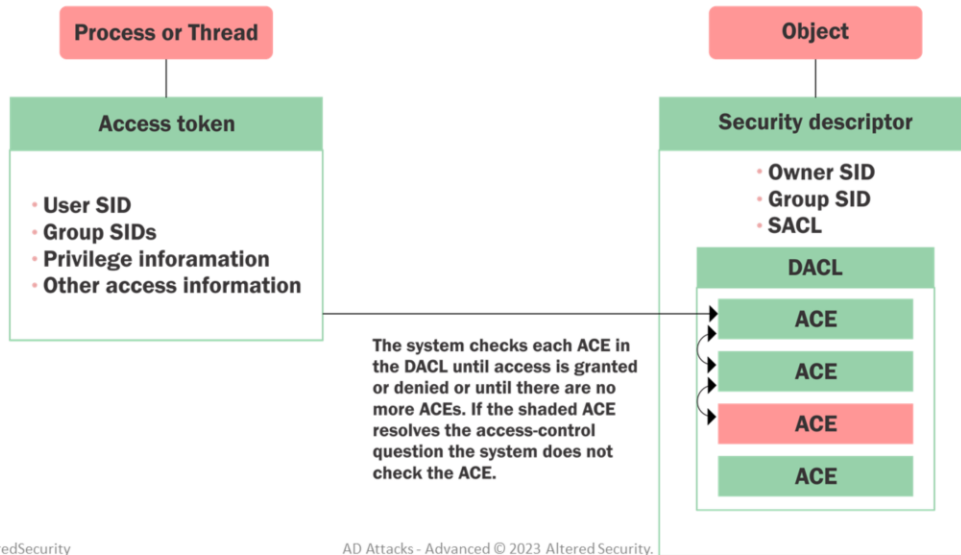 Process or Thread
Object
Access token
Security descriptor
• User SID
• Group SIDs
• Privilege inforamation
• Other access information
• Owner SID
• Group SID
• SACL
DACL
ACE
ACE
ACE
ACE
The system checks each ACE in
the DACL until access is granted
or denied or until there are no
more ACEs. If the shaded ACE
resolves the access-control
question the system does not
check the ACE.
redSecurity
AD Attacks - Advanced © 2023 Altered Security.